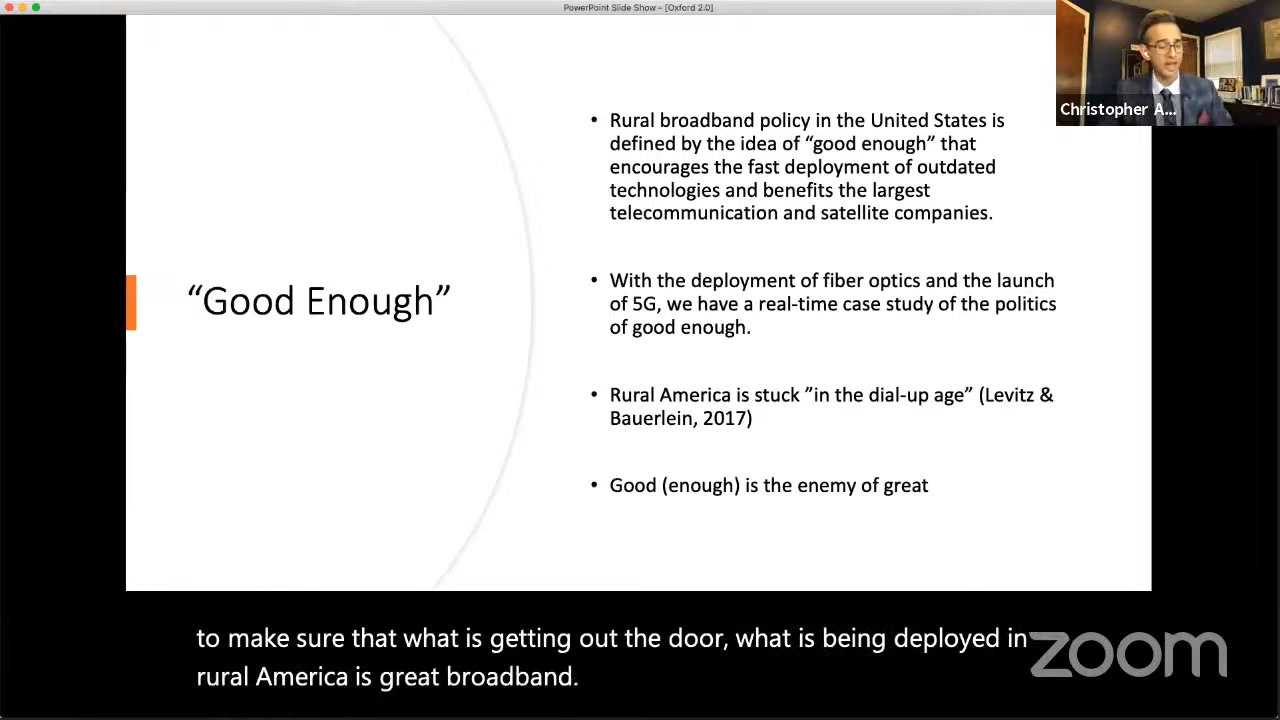 PowerPoint Slide Show - [Oxford 2.0]
Christopher A...
“Good Enough”
• Rural broadband policy in the United States is
defined by the idea of “good enough” that
encourages the fast deployment of outdated
technologies and benefits the largest
telecommunication and satellite companies.
• With the deployment of fiber optics and the launch
of 5G, we have a real-time case study of the politics
of good enough.
• Rural America is stuck ”in the dial-up age” (Levitz &
Bauerlein, 2017)
• Good (enough) is the enemy of great
to make sure that what is getting out the door, what is being deployed in
rural America is great broadband.
zoom